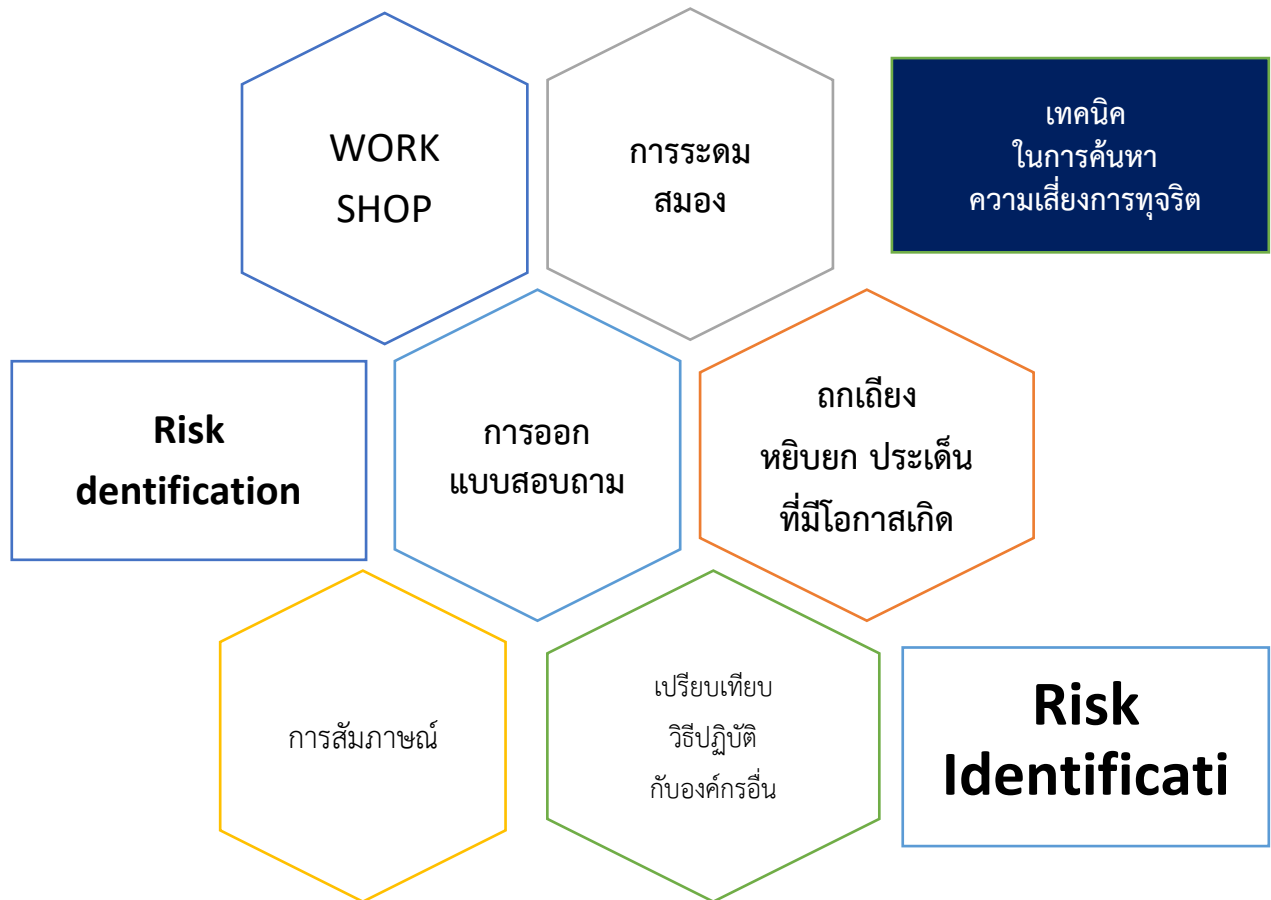 WORK
SHOP
การระดม
สมอง
เทคนิค
ในการค้นหา
ความเสี่ยงการทุจริต
Risk
dentification
การออก
แบบสอบถาม
ถกเถียง
หยิบยก ประเด็น
ที่มีโอกาสเกิด
การสัมภาษณ์
เปรียบเทียบ
วิธีปฏิบัติ
กับองค์กรอื่น
Risk
Identificati